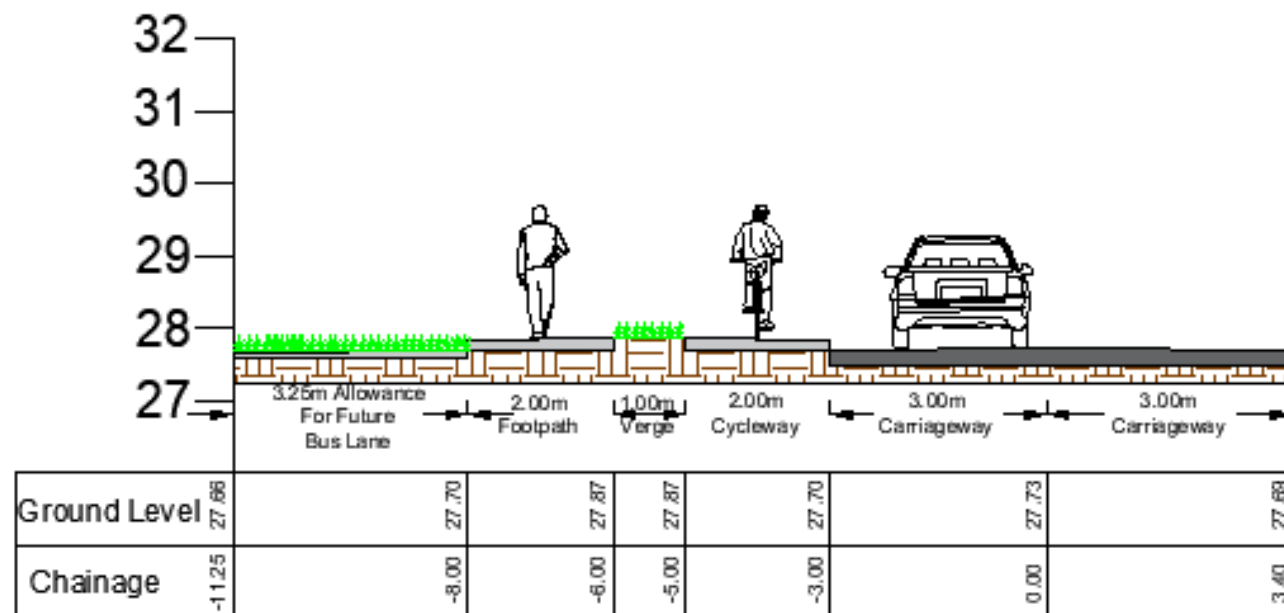 32
31
30
29
28
27
3.25m Allowance
For Future
Bus Lane
2.00m
Footpath
1.00m
Verge
2.00m
Cycleway
3.00m
Carriageway
3.00m
Carriageway
Ground Level 27.66 27.70 27.87 27.87 27.70 27.73 27.69
Chainage -11.25 -8.00 -6.00 -5.00 -3.00 0.00 3.40